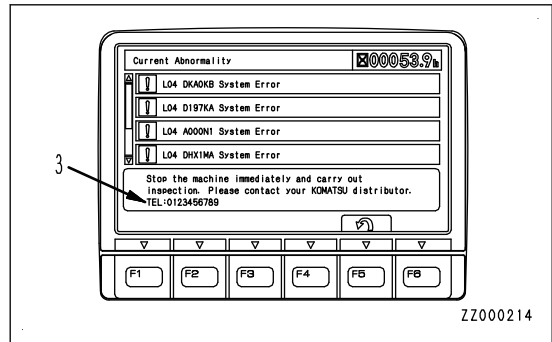 Current Abnormality
00053.9h
L04 DKA0KB System Error
L04 D197KA System Error
L04 A000N1 System Error
L04 DHX1MA System Error
Stop the machine immediately and carry out
inspection. Please contact your KOMATSU distributor.
TEL:0123456789
3
F1 F2 F3 F4 F5 F6
ZZ000214